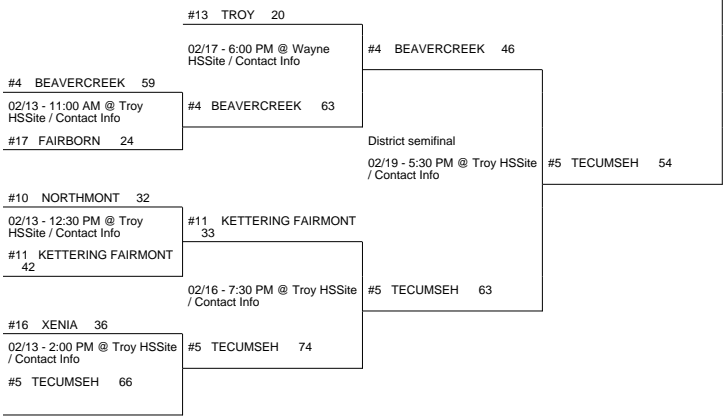 #13 TROY 20
02/17 - 6:00 PM @ Wayne
HSSite / Contact Info
#4 BEAVERCREEK 46
#4 BEAVERCREEK 59
02/13 - 11:00 AM @ Troy
HSSite / Contact Info
#4 BEAVERCREEK 63
#17 FAIRBORN 24
District semifinal
02/19 - 5:30 PM @ Troy HSSite
/ Contact Info
#5 TECUMSEH 54
#10 NORTHMONT 32
02/13 - 12:30 PM @ Troy
HSSite / Contact Info
#11 KETTERING FAIRMONT
33
#11 KETTERING FAIRMONT
42
02/16 - 7:30 PM @ Troy HSSite
/ Contact Info
#5 TECUMSEH 63
#16 XENIA 36
02/13 - 2:00 PM @ Troy HSSite
/ Contact Info
#5 TECUMSEH 74
#5 TECUMSEH 66